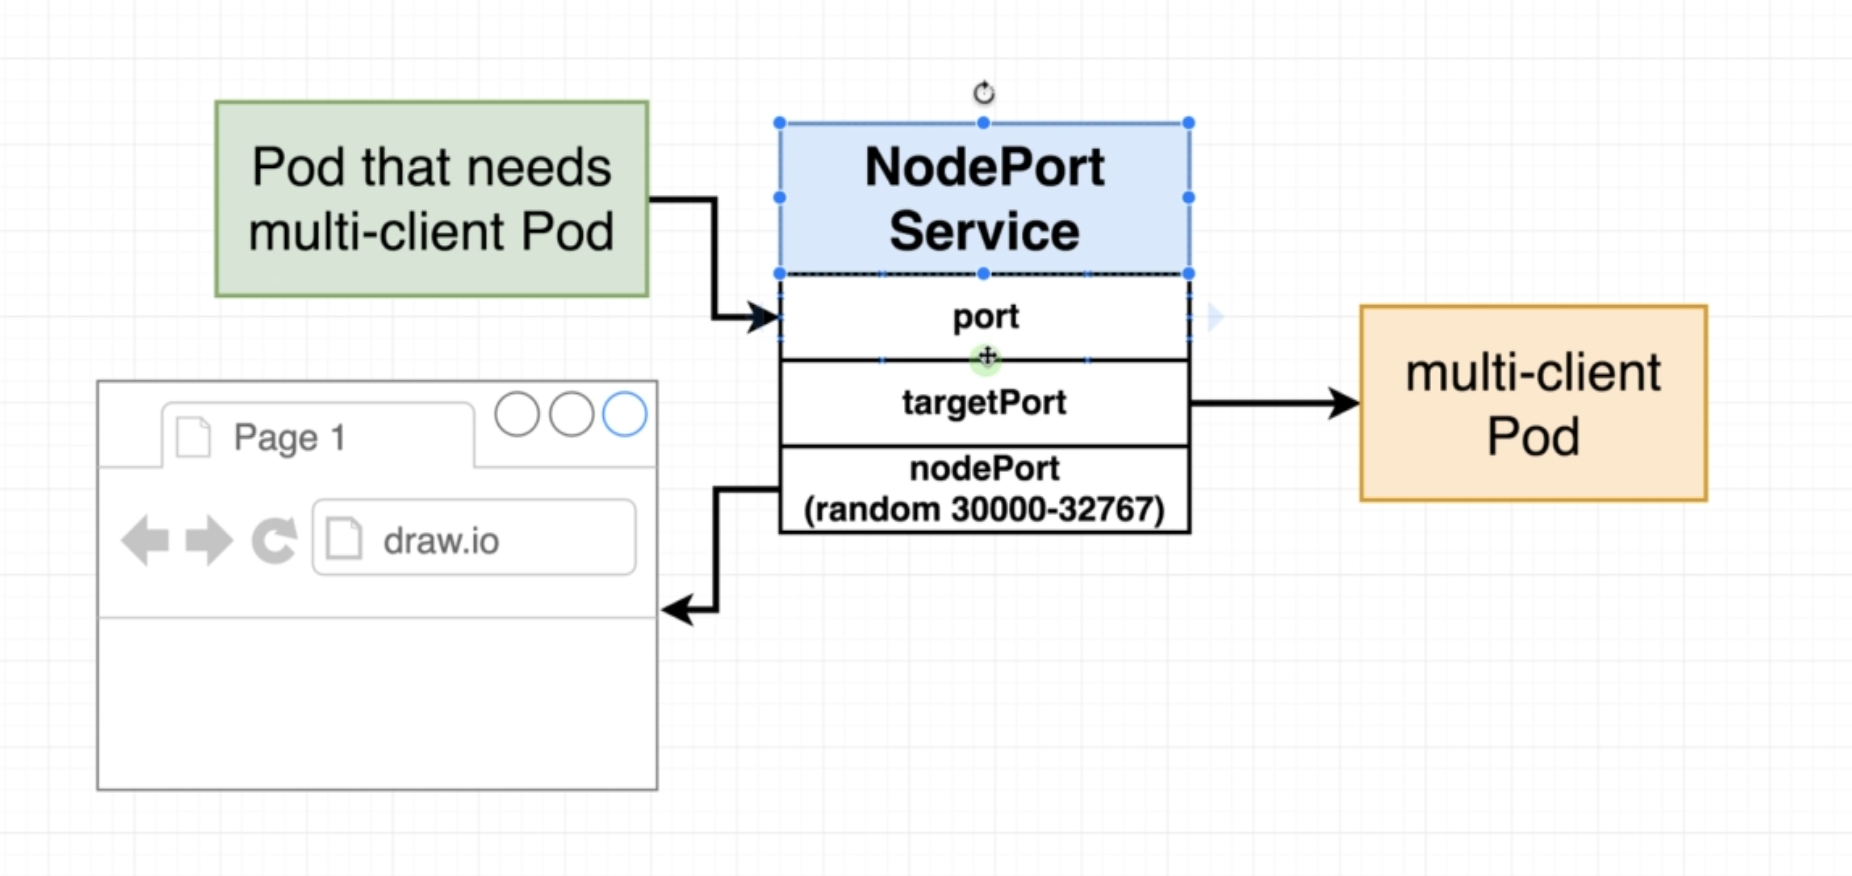 Pod that needs
multi-client Pod
NodePort
Service
port
targetPort
nodePort
(random 30000-32767)
multi-client
Pod
Page 1
draw.io